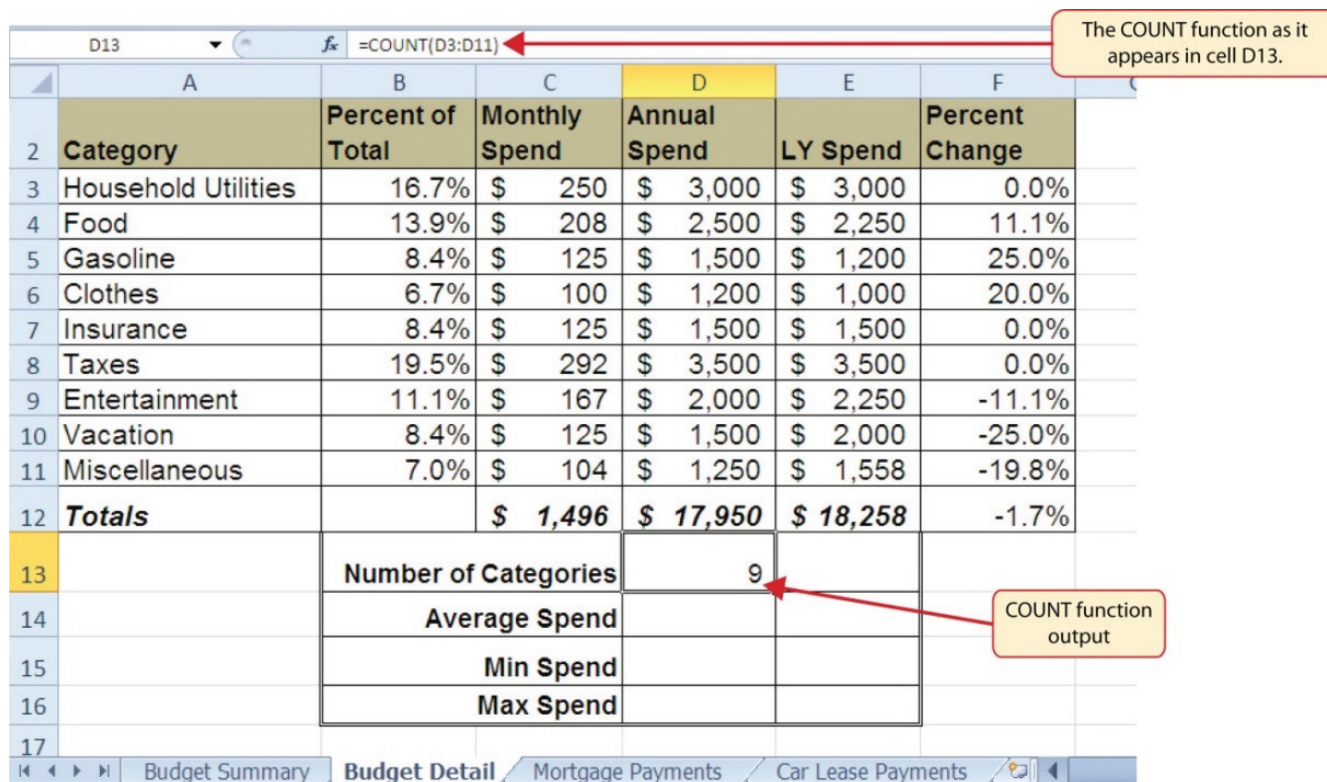 The COUNT function as it
appears in cell D13.
D13 fx =COUNT(D3:D11)
A B C D E F
2 Category Percent of Total Monthly Spend Annual Spend LY Spend Percent Change
3 Household Utilities 16.7% $ 250 $ 3,000 $ 3,000 0.0%
4 Food 13.9% $ 208 $ 2,500 $ 2,250 11.1%
5 Gasoline 8.4% $ 125 $ 1,500 $ 1,200 25.0%
6 Clothes 6.7% $ 100 $ 1,200 $ 1,000 20.0%
7 Insurance 8.4% $ 125 $ 1,500 $ 1,500 0.0%
8 Taxes 19.5% $ 292 $ 3,500 $ 3,500 0.0%
9 Entertainment 11.1% $ 167 $ 2,000 $ 2,250 -11.1%
10 Vacation 8.4% $ 125 $ 1,500 $ 2,000 -25.0%
11 Miscellaneous 7.0% $ 104 $ 1,250 $ 1,558 -19.8%
12 Totals $ 1,496 $ 17,950 $ 18,258 -1.7%
13 Number of Categories 9
COUNT function
output
14 Average Spend
15 Min Spend
16 Max Spend
17
Budget Summary Budget Detail Mortgage Payments Car Lease Payments